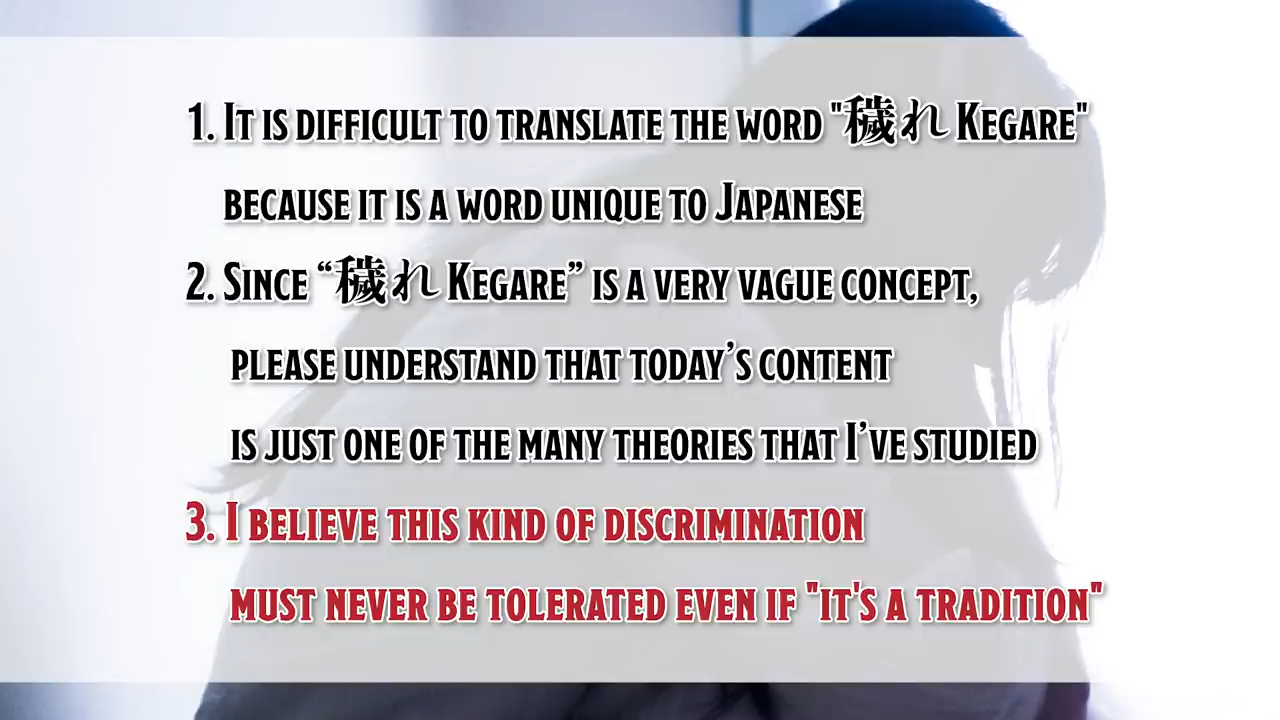 1. It is difficult to translate the word "穢れ Kegare"
because it is a word unique to Japanese
2. Since “穢れ Kegare” is a very vague concept,
please understand that today’s content
is just one of the many theories that I’ve studied
3. I believe this kind of discrimination
must never be tolerated even if "it's a tradition"